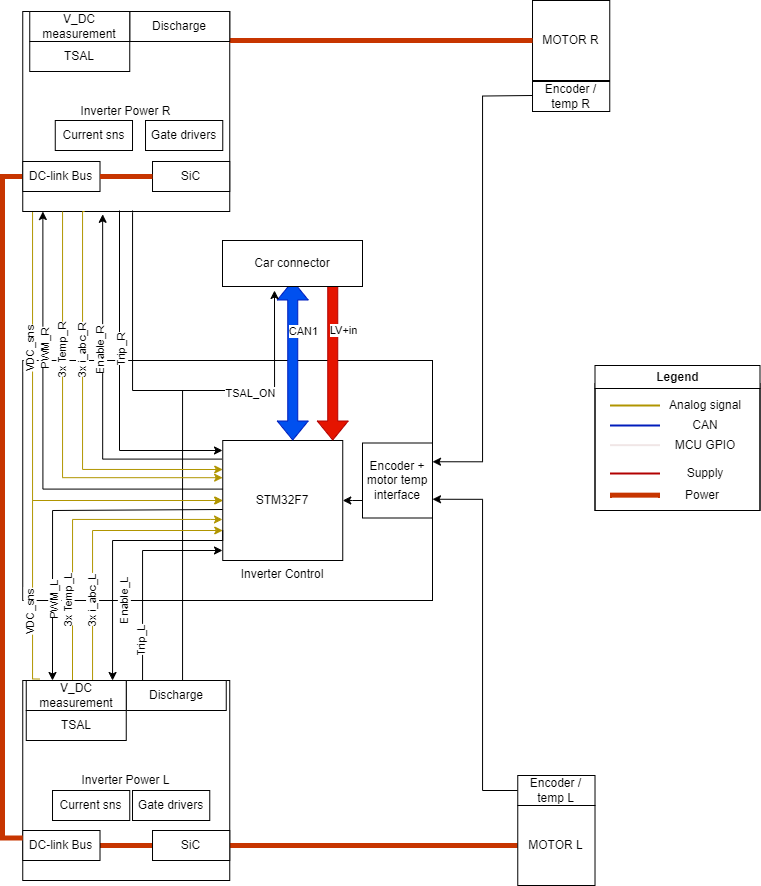 V_DC
measurement
Discharge
TSAL
MOTOR R
Encoder /
temp R
Inverter Power R
Current sns
Gate drivers
DC-link Bus
SiC
Car connector
VDC_sns
PWM_R
3x Temp_R
3x i_abc_R
Enable_R
Trip_R
CAN1
LV+in
TSAL_ON
Legend
Analog signal
CAN
MCU GPIO
Supply
Power
STM32F7
Encoder +
motor temp
interface
Inverter Control
VDC_sns
PWM_L
3x Temp_L
3x i_abc_L
Enable_L
Trip_L
V_DC
measurement
Discharge
TSAL
Inverter Power L
Current sns
Gate drivers
DC-link Bus
SiC
Encoder /
temp L
MOTOR L